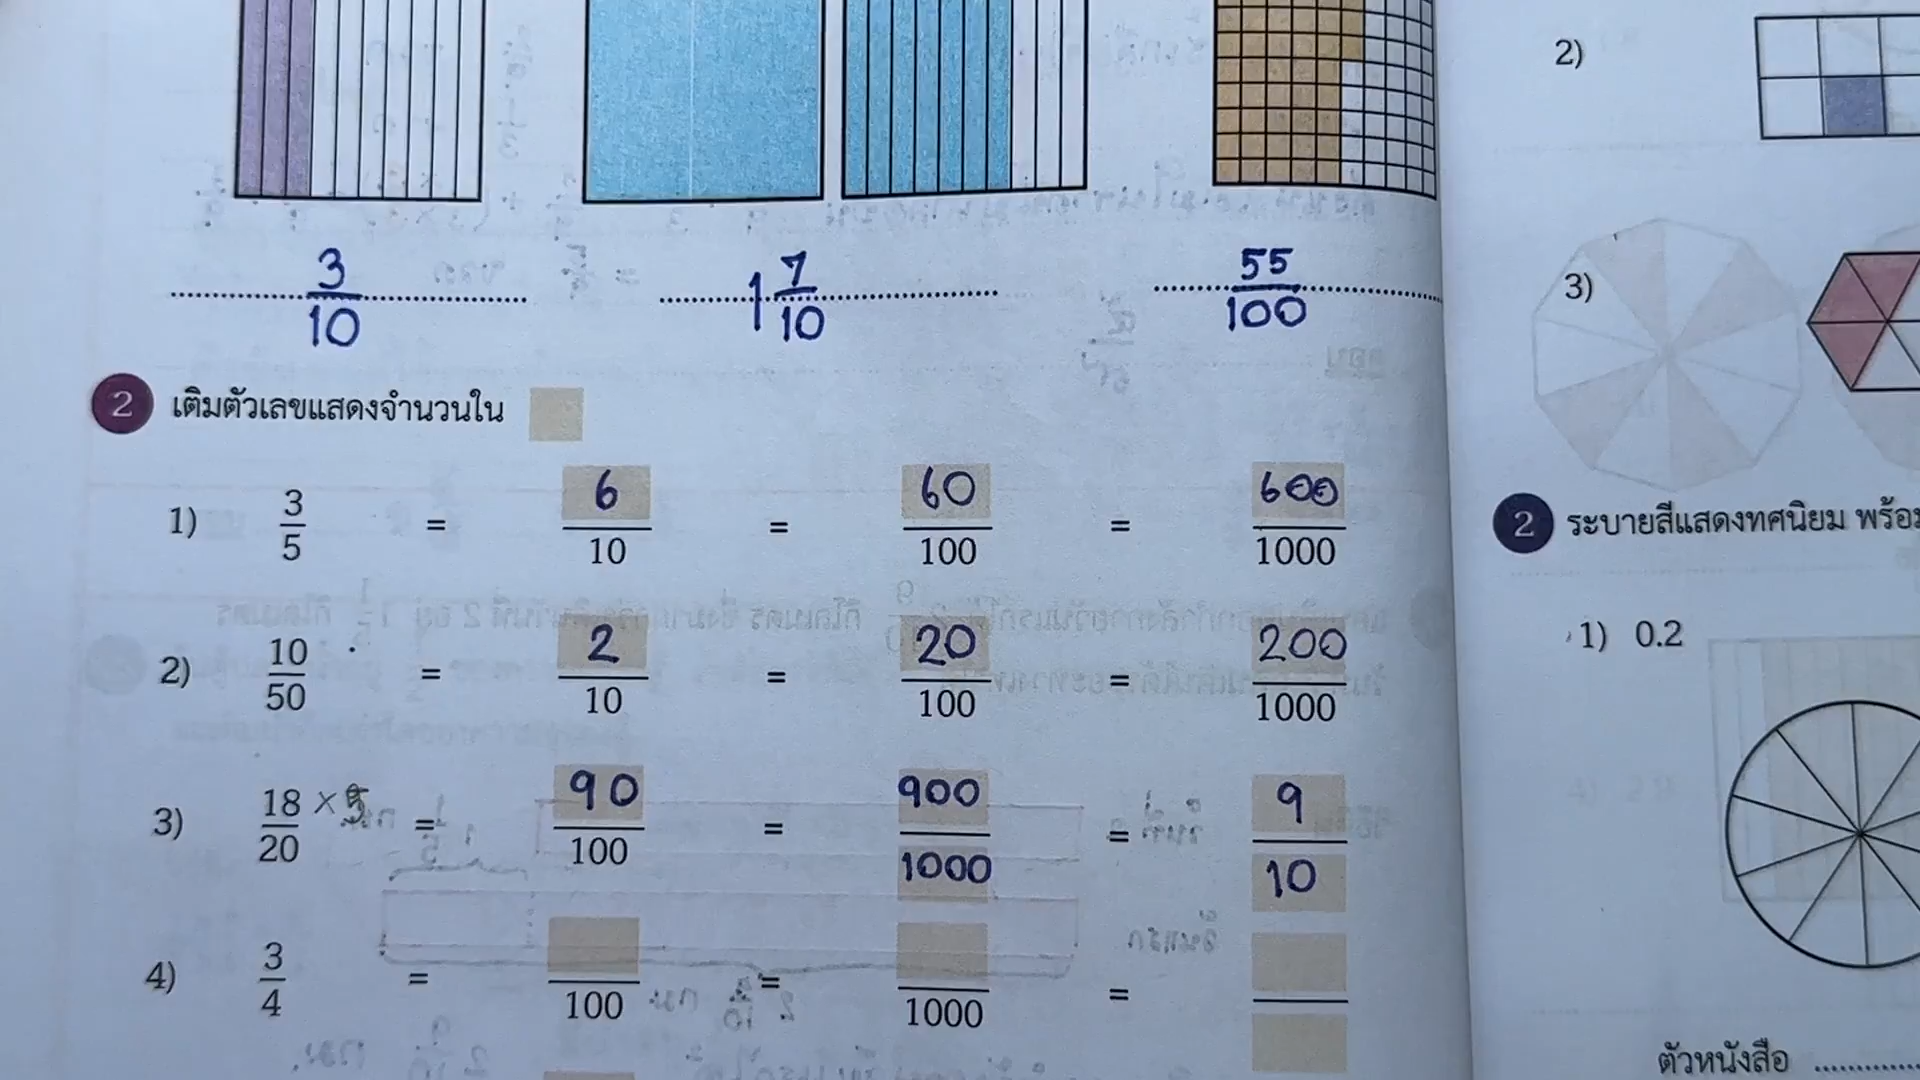 3/10 1 7/10 55/100
2 เติมตัวเลขแสดงจำนวนใน
1) 3/5 = 6/10 = 60/100 = 600/1000
2) 10/50 = 2/10 = 20/100 = 200/1000
3) 18/20 × 5 = 90/100 = 900/1000 = 9/10
4) 3/4 = /100 = /1000 =
2)
3)
2 ระบายสีแสดงทศนิยม
1) 0.2
ตัวหนังสือ